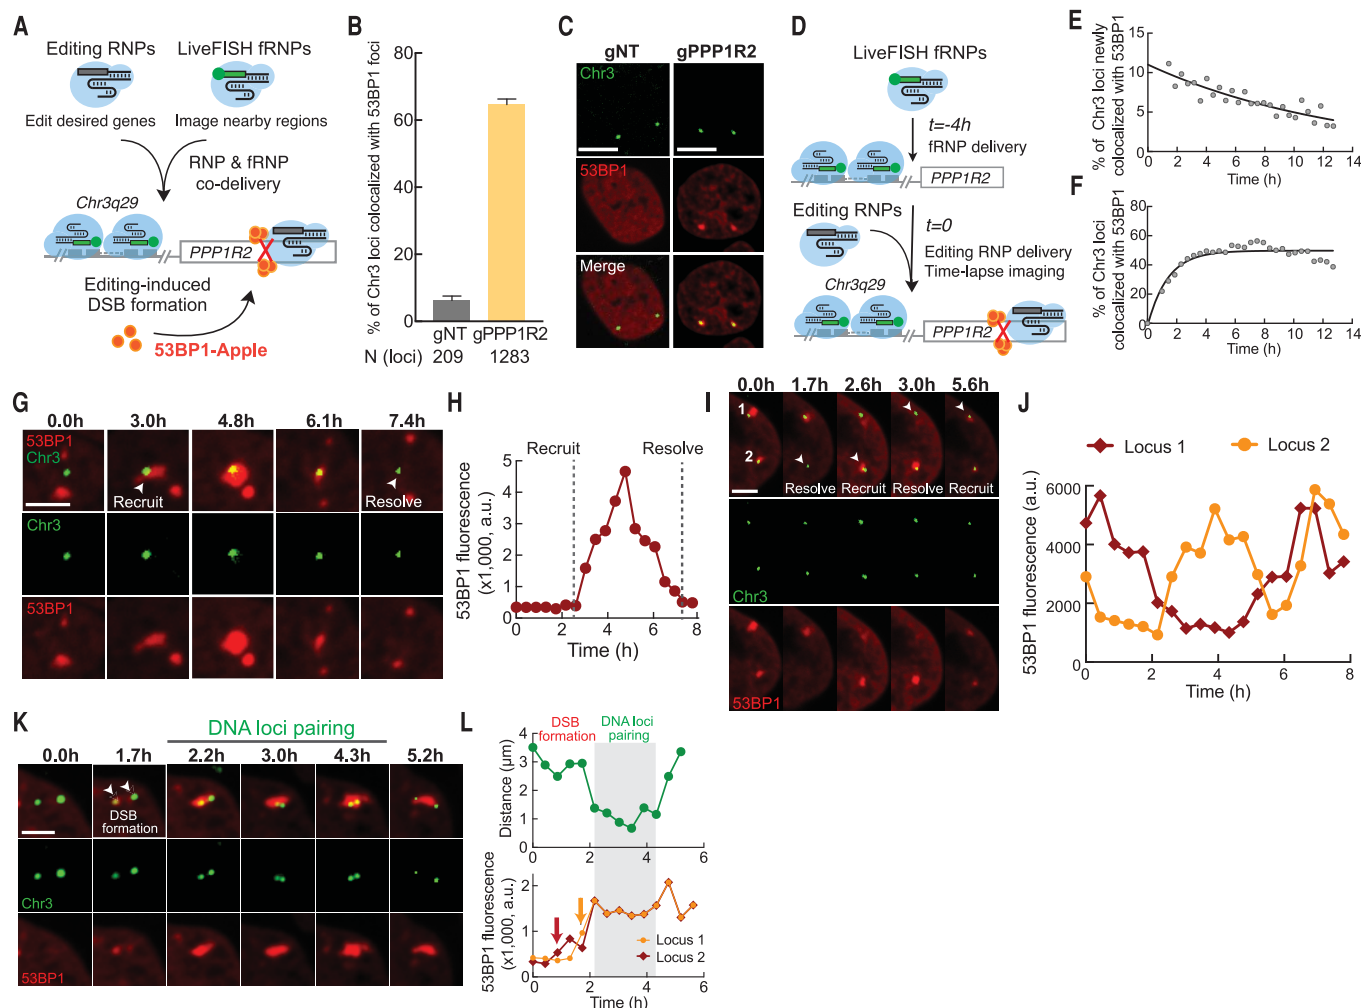 A
Editing RNPs
LiveFISH fRNPs
Edit desired genes
Image nearby regions
RNP & fRNP
co-delivery
Chr3q29
PPP1R2
Editing-induced
DSB formation
53BP1-Apple
B
% of Chr3 loci colocalized with 53BP1 foci
80
60
40
20
0
gNT gPPP1R2
N (loci) 209 1283
C
gNT gPPP1R2
Chr3
53BP1
Merge
D
LiveFISH fRNPs
t=-4h
fRNP delivery
PPP1R2
Editing RNPs
t=0
Editing RNP delivery
Time-lapse imaging
Chr3q29
PPP1R2
E
% of Chr3 loci newly
colocalized with 53BP1
15
10
5
0
0 2 4 6 8 10 12 14
Time (h)
F
% of Chr3 loci
colocalized with 53BP1
80
60
40
20
0
0 2 4 6 8 10 12 14
Time (h)
G
0.0h 3.0h 4.8h 6.1h 7.4h
53BP1
Chr3
Recruit
Resolve
Chr3
53BP1
H
Recruit Resolve
53BP1 fluorescence
(x1,000, a.u.)
5
4
3
2
1
0 2 4 6 8
Time (h)
I
0.0h 1.7h 2.6h 3.0h 5.6h
1
2
Resolve Recruit Resolve Recruit
Chr3
53BP1
J
Locus 1 Locus 2
53BP1 fluorescence (a.u.)
6000
4000
2000
0
0 2 4 6 8
Time (h)
K
DNA loci pairing
0.0h 1.7h 2.2h 3.0h 4.3h 5.2h
DSB
formation
Chr3
53BP1
L
DSB
formation
DNA loci
pairing
Distance (μm)
4
3
2
1
0
0 2 4 6
53BP1 fluorescence
(x1,000, a.u.)
2
1
0
Locus 1
Locus 2
0 2 4 6
Time (h)